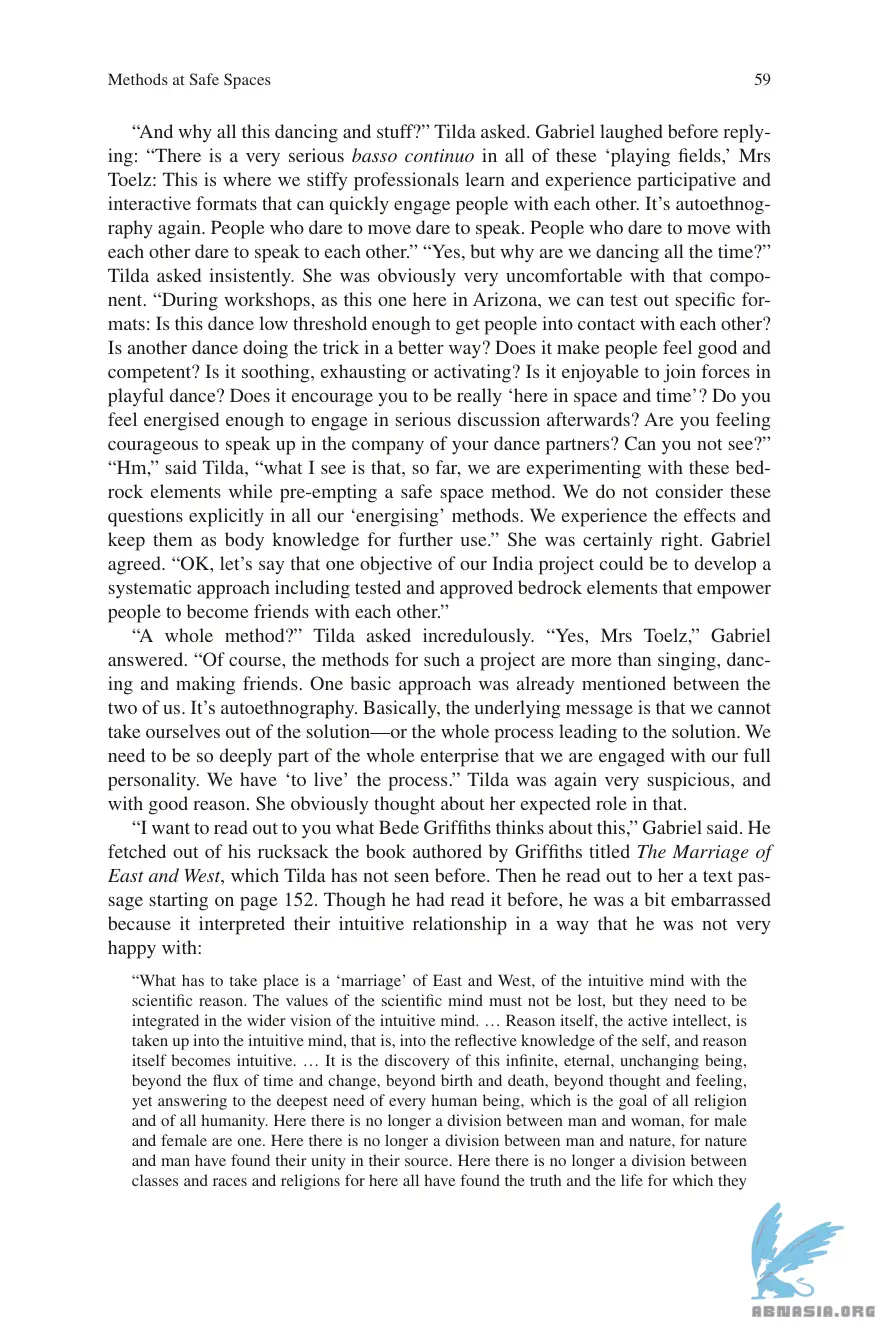 Methods at Safe Spaces 59
“And why all this dancing and stuff?” Tilda asked. Gabriel laughed before reply-
ing: “There is a very serious basso continuo in all of these ‘playing fields,’ Mrs
Toelz: This is where we stiffy professionals learn and experience participative and
interactive formats that can quickly engage people with each other. It’s autoethnog-
raphy again. People who dare to move dare to speak. People who dare to move with
each other dare to speak to each other.” “Yes, but why are we dancing all the time?”
Tilda asked insistently. She was obviously very uncomfortable with that compo-
nent. “During workshops, as this one here in Arizona, we can test out specific for-
mats: Is this dance low threshold enough to get people into contact with each other?
Is another dance doing the trick in a better way? Does it make people feel good and
competent? Is it soothing, exhausting or activating? Is it enjoyable to join forces in
playful dance? Does it encourage you to be really ‘here in space and time’? Do you
feel energised enough to engage in serious discussion afterwards? Are you feeling
courageous to speak up in the company of your dance partners? Can you not see?”
“Hm,” said Tilda, “what I see is that, so far, we are experimenting with these bed-
rock elements while pre-empting a safe space method. We do not consider these
questions explicitly in all our ‘energising’ methods. We experience the effects and
keep them as body knowledge for further use.” She was certainly right. Gabriel
agreed. “OK, let’s say that one objective of our India project could be to develop a
systematic approach including tested and approved bedrock elements that empower
people to become friends with each other.”
“A whole method?” Tilda asked incredulously. “Yes, Mrs Toelz,” Gabriel
answered. “Of course, the methods for such a project are more than singing, danc-
ing and making friends. One basic approach was already mentioned between the
two of us. It’s autoethnography. Basically, the underlying message is that we cannot
take ourselves out of the solution—or the whole process leading to the solution. We
need to be so deeply part of the whole enterprise that we are engaged with our full
personality. We have ‘to live’ the process.” Tilda was again very suspicious, and
with good reason. She obviously thought about her expected role in that.
“I want to read out to you what Bede Griffiths thinks about this,” Gabriel said. He
fetched out of his rucksack the book authored by Griffiths titled The Marriage of
East and West, which Tilda has not seen before. Then he read out to her a text pas-
sage starting on page 152. Though he had read it before, he was a bit embarrassed
because it interpreted their intuitive relationship in a way that he was not very
happy with:
“What has to take place is a ‘marriage’ of East and West, of the intuitive mind with the
scientific reason. The values of the scientific mind must not be lost, but they need to be
integrated in the wider vision of the intuitive mind. … Reason itself, the active intellect, is
taken up into the intuitive mind, that is, into the reflective knowledge of the self, and reason
itself becomes intuitive. … It is the discovery of this infinite, eternal, unchanging being,
beyond the flux of time and change, beyond birth and death, beyond thought and feeling,
yet answering to the deepest need of every human being, which is the goal of all religion
and of all humanity. Here there is no longer a division between man and woman, for male
and female are one. Here there is no longer a division between man and nature, for nature
and man have found their unity in their source. Here there is no longer a division between
classes and races and religions for here all have found the truth and the life for which they
ABNASIA.ORG